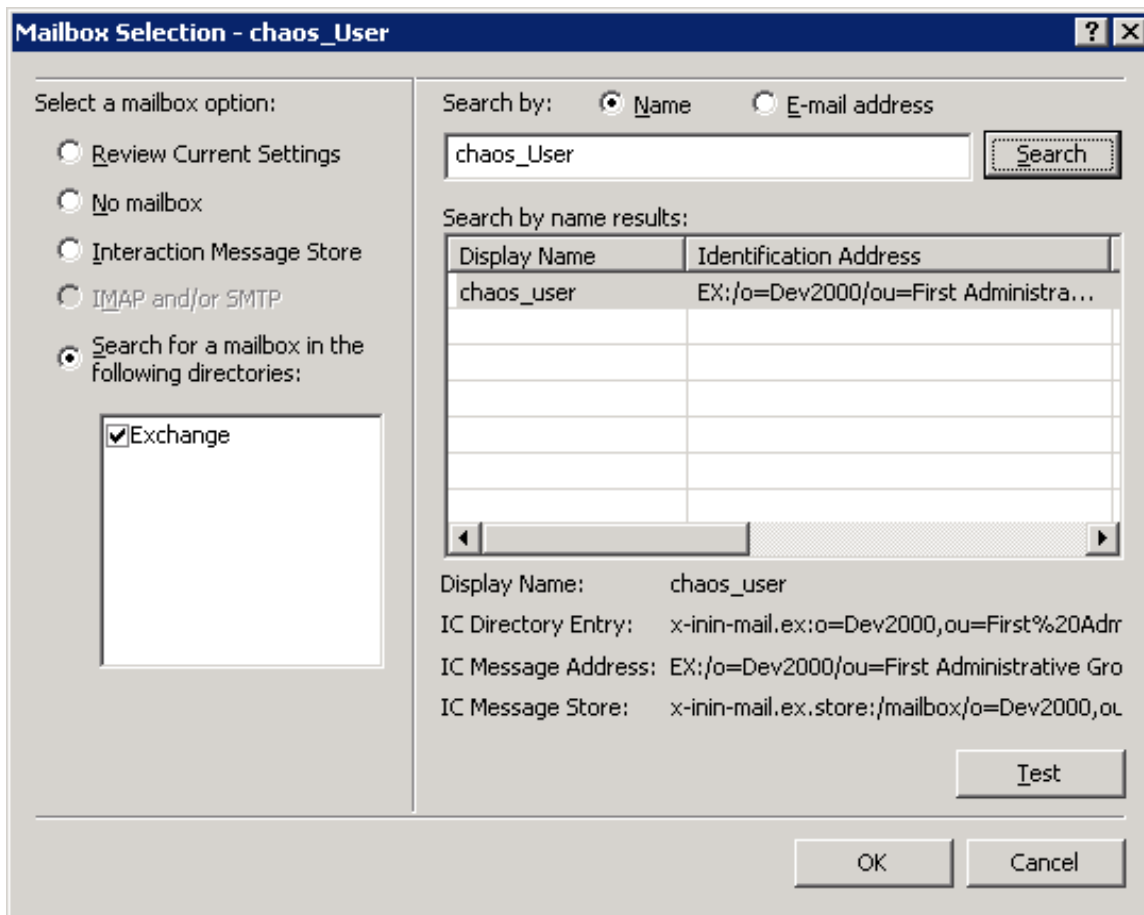 Mailbox Selection - chaos_User
Select a mailbox option:
Review Current Settings
No mailbox
Interaction Message Store
IMAP and/or SMTP
Search for a mailbox in the
following directories:
Exchange
Search by: Name E-mail address
chaos_User Search
Search by name results:
Display Name Identification Address
chaos_user EX:/o=Dev2000/ou=First Administra...
Display Name: chaos_user
IC Directory Entry: x-inin-mail.ex:o=Dev2000,ou=First%20Adm
IC Message Address: EX:/o=Dev2000/ou=First Administrative Gro
IC Message Store: x-inin-mail.ex.store:/mailbox/o=Dev2000,ou
Test
OK Cancel